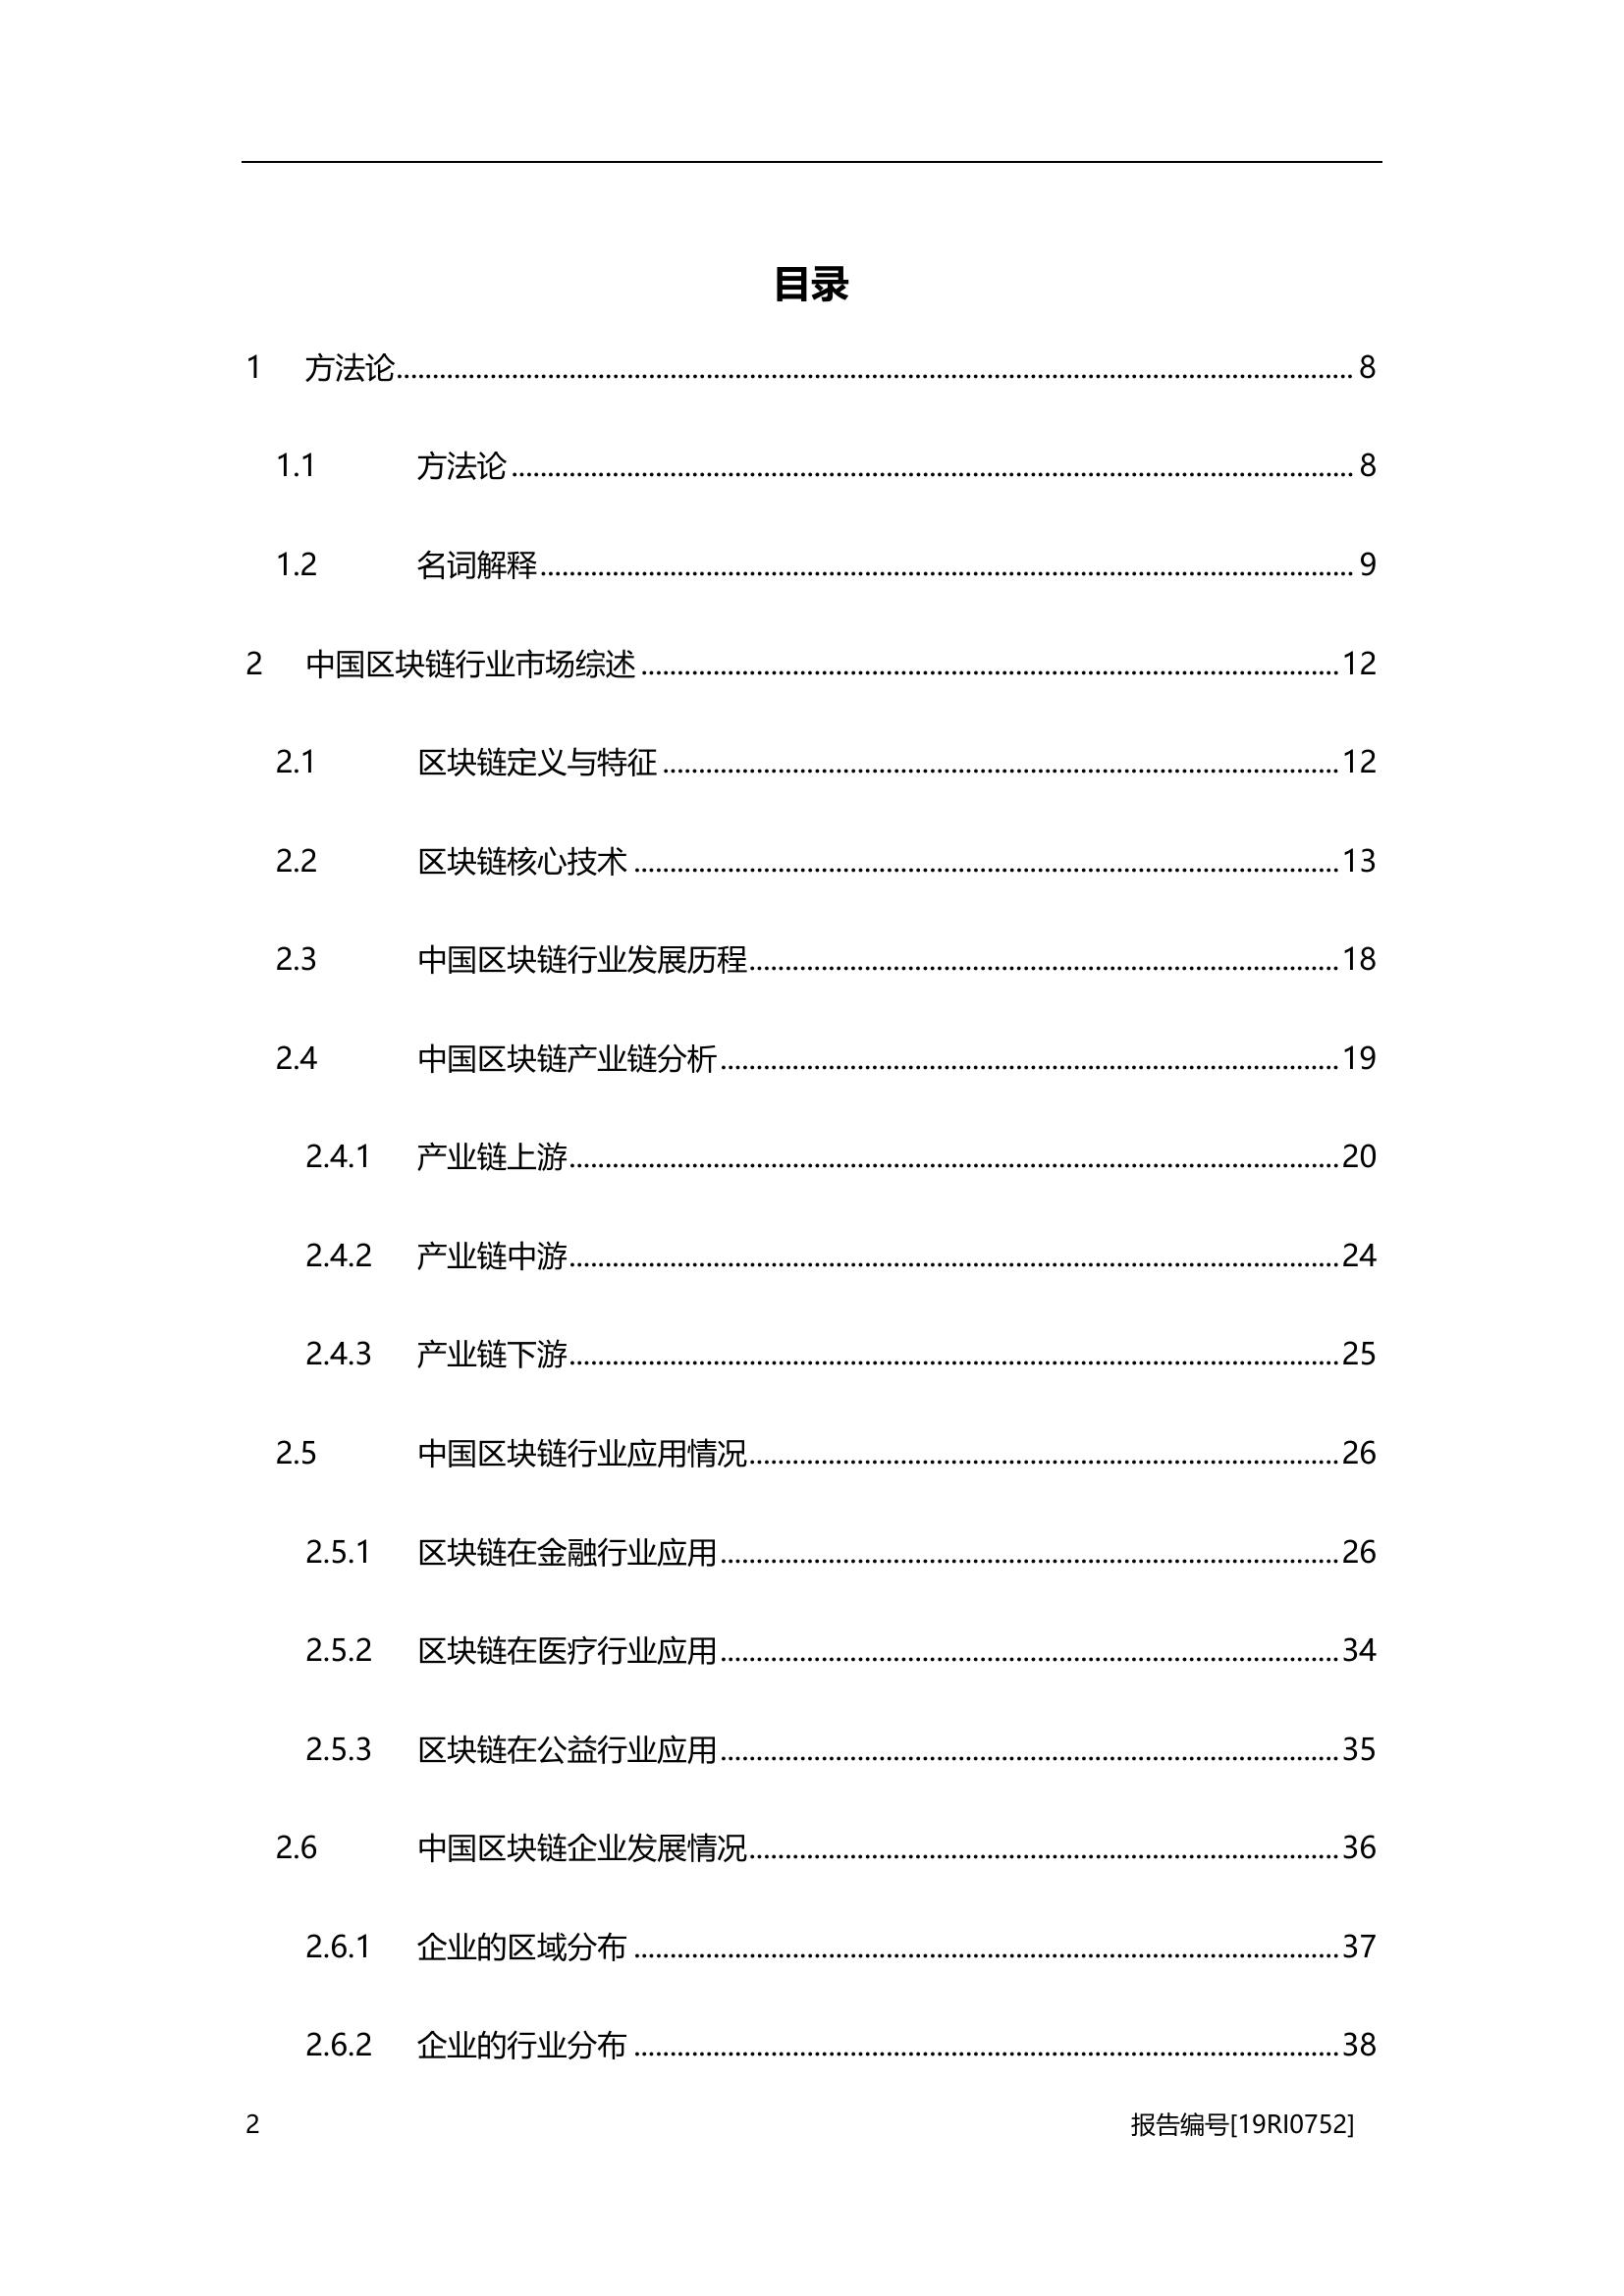 目录
1 方法论 8
1.1 方法论 8
1.2 名词解释 9
2 中国区块链行业市场综述 12
2.1 区块链定义与特征 12
2.2 区块链核心技术 13
2.3 中国区块链行业发展历程 18
2.4 中国区块链产业链分析 19
2.4.1 产业链上游 20
2.4.2 产业链中游 24
2.4.3 产业链下游 25
2.5 中国区块链行业应用情况 26
2.5.1 区块链在金融行业应用 26
2.5.2 区块链在医疗行业应用 34
2.5.3 区块链在公益行业应用 35
2.6 中国区块链企业发展情况 36
2.6.1 企业的区域分布 37
2.6.2 企业的行业分布 38
2 报告编号[19RI0752]